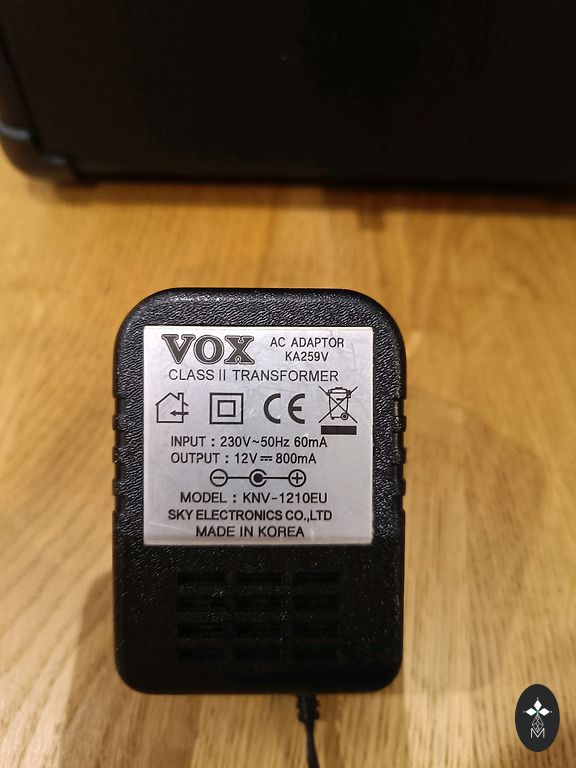 VOX AC ADAPTOR
KA259V
CLASS II TRANSFORMER
CE
INPUT : 230V~50Hz 60mA
OUTPUT : 12V⎓800mA
MODEL : KNV-1210EU
SKY ELECTRONICS CO.,LTD
MADE IN KOREA
M